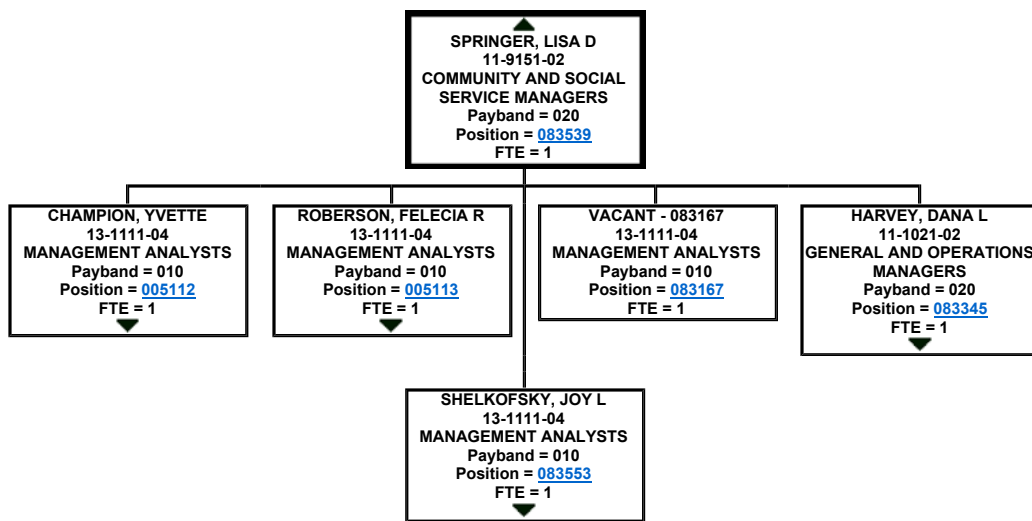 SPRINGER, LISA D
11-9151-02
COMMUNITY AND SOCIAL
SERVICE MANAGERS
Payband = 020
Position = 083539
FTE = 1
CHAMPION, YVETTE
13-1111-04
MANAGEMENT ANALYSTS
Payband = 010
Position = 005112
FTE = 1
ROBERSON, FELECIA R
13-1111-04
MANAGEMENT ANALYSTS
Payband = 010
Position = 005113
FTE = 1
VACANT - 083167
13-1111-04
MANAGEMENT ANALYSTS
Payband = 010
Position = 083167
FTE = 1
HARVEY, DANA L
11-1021-02
GENERAL AND OPERATIONS
MANAGERS
Payband = 020
Position = 083345
FTE = 1
SHELKOFSKY, JOY L
13-1111-04
MANAGEMENT ANALYSTS
Payband = 010
Position = 083553
FTE = 1